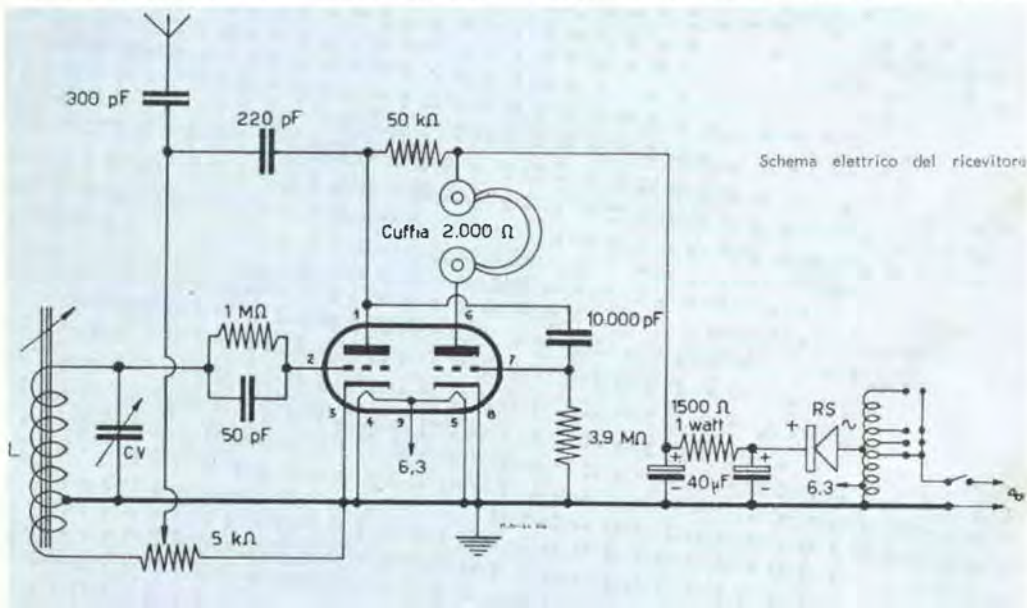 300 pF
220 pF
50 kΩ
Schema elettrico del ricevitore
Cuffia 2.000 Ω
1 MΩ
1
6
10.000 pF
2
7
3
4
9
5
8
50 pF
1500 Ω
1 watt
RS
+
~
L
C.V
6,3
3,9 MΩ
+
+
40 µF
-
-
6,3
5 kΩ